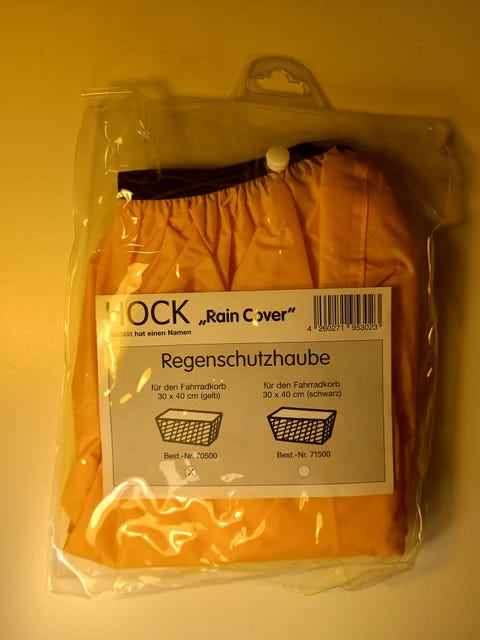 HOCK „Rain Cover“
Qualität hat einen Namen
4 260271 953023
Regenschutzhaube
für den Fahrradkorb
30 x 40 cm (gelb)
Best.-Nr. 70500
für den Fahrradkorb
30 x 40 cm (schwarz)
Best.-Nr. 71500